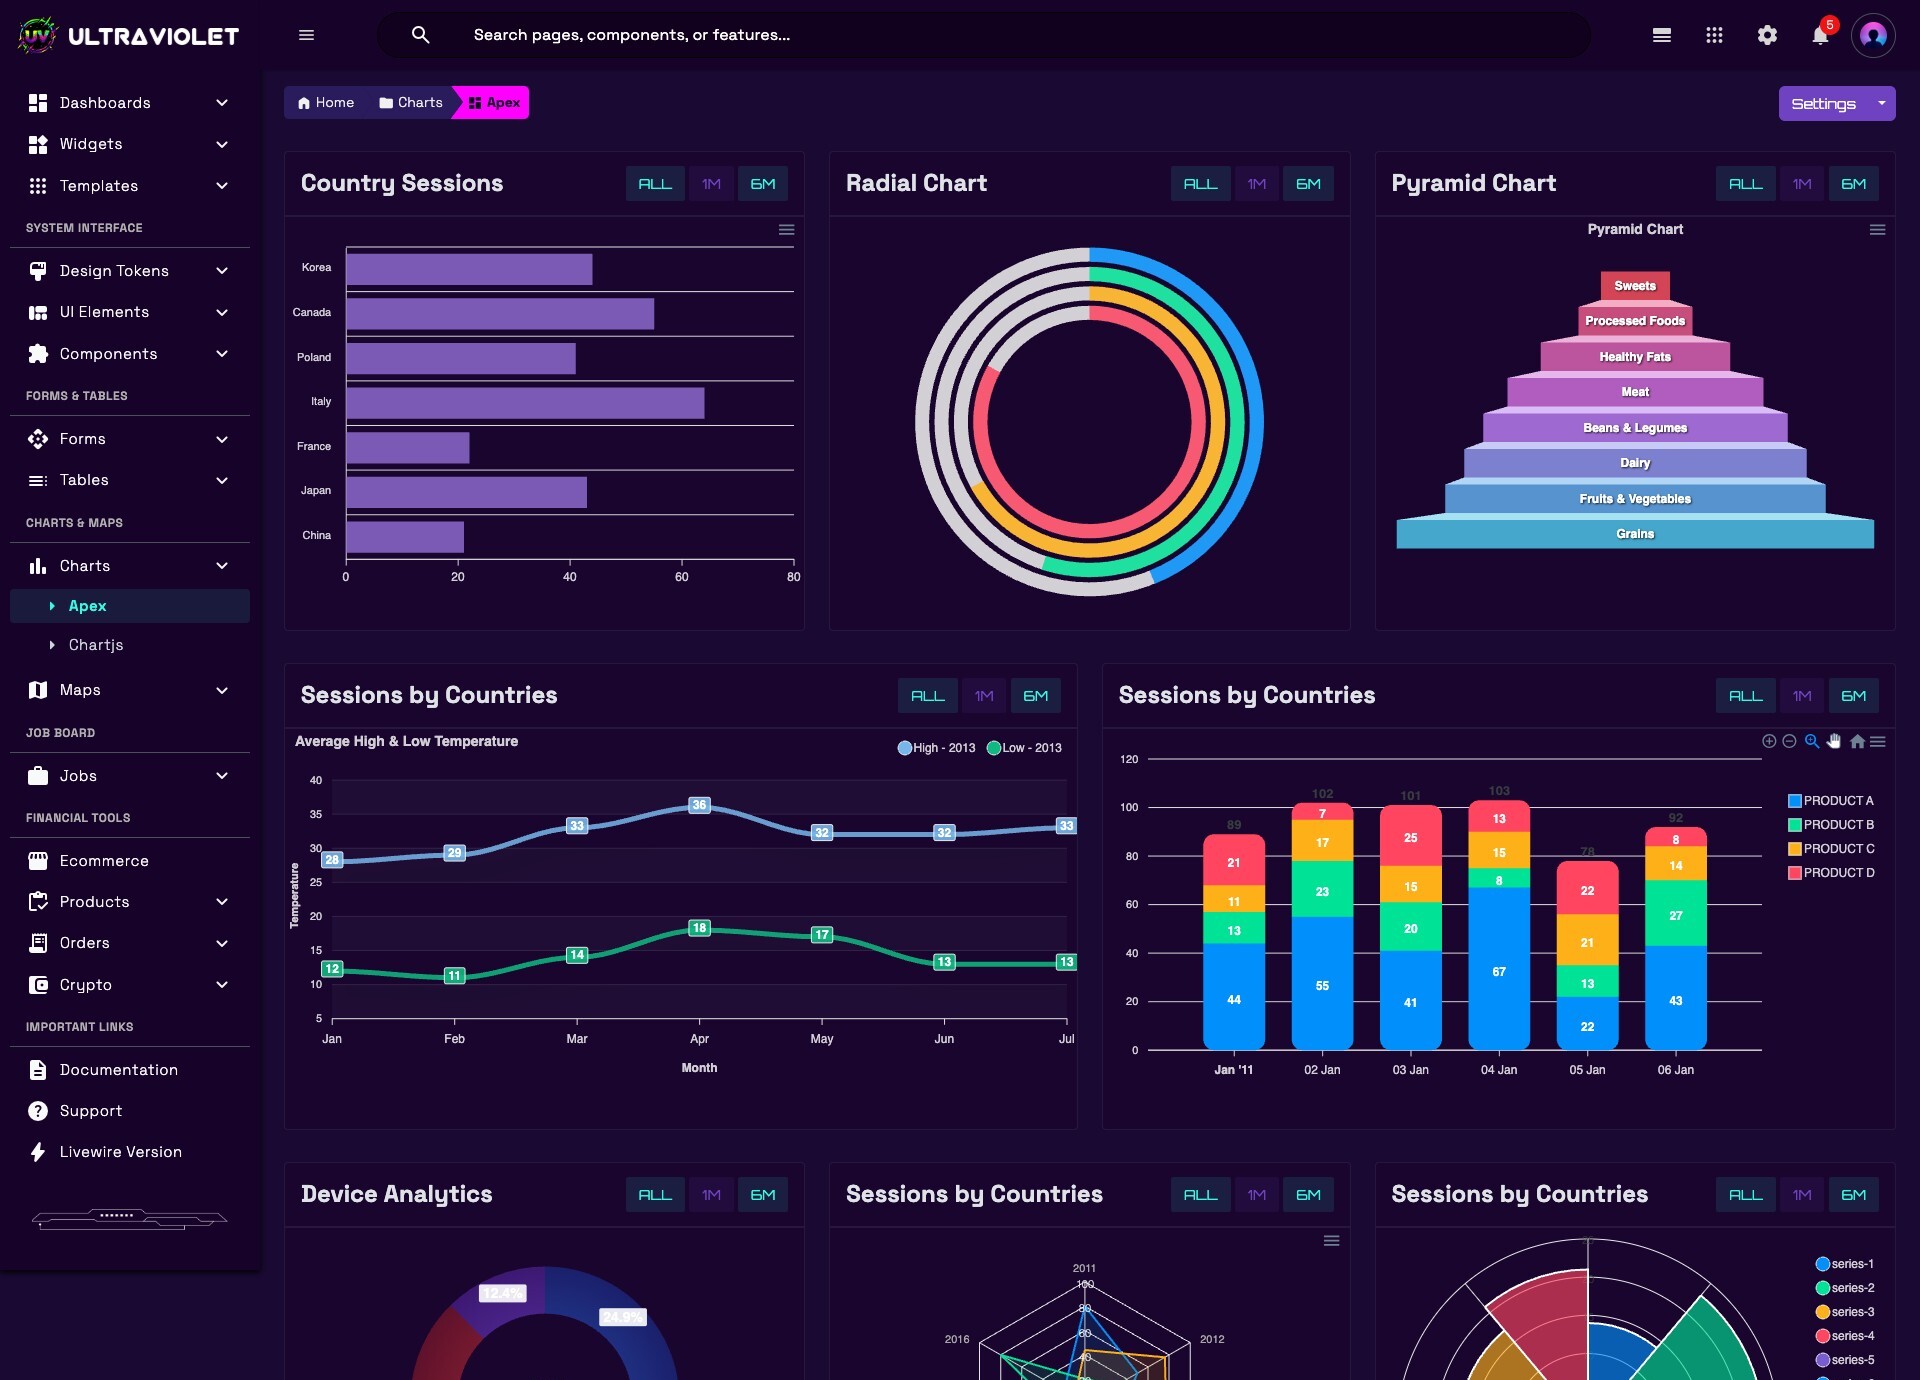 ULTRAVIOLET
Search pages, components, or features...
5
Dashboards
Widgets
Templates
SYSTEM INTERFACE
Design Tokens
UI Elements
Components
FORMS & TABLES
Forms
Tables
CHARTS & MAPS
Charts
Apex
Chartjs
Maps
JOB BOARD
Jobs
FINANCIAL TOOLS
Ecommerce
Products
Orders
Crypto
IMPORTANT LINKS
Documentation
Support
Livewire Version
Home Charts Apex
Settings
Country Sessions
ALL 1M 6M
Korea
Canada
Poland
Italy
France
Japan
China
0 20 40 60 80
Radial Chart
ALL 1M 6M
Pyramid Chart
ALL 1M 6M
Pyramid Chart
Sweets
Processed Foods
Healthy Fats
Meat
Beans & Legumes
Dairy
Fruits & Vegetables
Grains
Sessions by Countries
ALL 1M 6M
Average High & Low Temperature
High - 2013 Low - 2013
Temperature
40
35
30
25
20
15
10
5
28 29 33 36 32 32 33
12 11 14 18 17 13 13
Jan Feb Mar Apr May Jun Jul
Month
Sessions by Countries
ALL 1M 6M
120
100
80
60
40
20
0
89 102 101 103 78 92
21 7 25 13 22 8
11 17 15 15 21 14
13 23 20 8 13 27
44 55 41 67 22 43
Jan '11 02 Jan 03 Jan 04 Jan 05 Jan 06 Jan
PRODUCT A
PRODUCT B
PRODUCT C
PRODUCT D
Device Analytics
ALL 1M 6M
12.4%
24.9%
Sessions by Countries
ALL 1M 6M
2011
100
80
60
40
2016
2012
Sessions by Countries
ALL 1M 6M
series-1
series-2
series-3
series-4
series-5